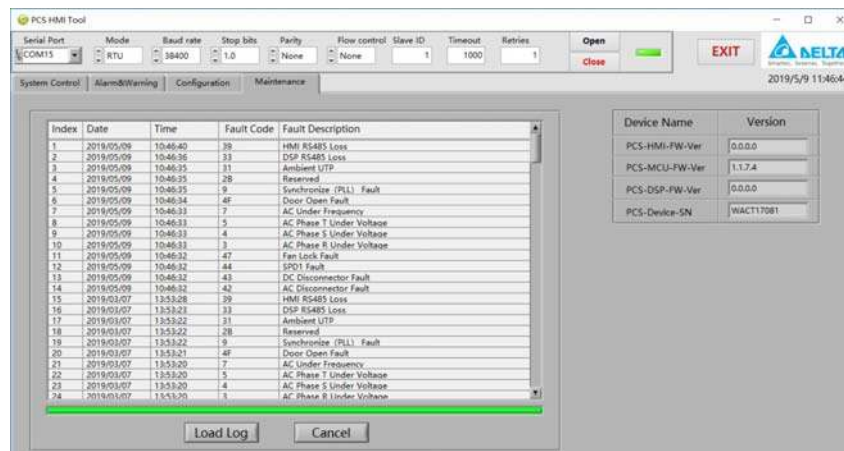 PCS HMI Tool
Serial Port Mode Baud rate Stop bits Parity Flow control Slave ID Timeout Retries
COM15 RTU 38400 1.0 None None 1 1000 1
Open
Close
EXIT
DELTA
System Control Alarm&Warning Configuration Maintenance
2019/5/9 11:46:4
Index Date Time Fault Code Fault Description
1 2019/05/09 10:46:40 39 HMI RS485 Loss
2 2019/05/09 10:46:36 33 DSP RS485 Loss
3 2019/05/09 10:46:35 31 Ambient UTP
4 2019/05/09 10:46:35 2B Reserved
5 2019/05/09 10:46:35 9 Synchronize (PLL) Fault
6 2019/05/09 10:46:34 4F Door Open Fault
7 2019/05/09 10:46:33 7 AC Under Frequency
8 2019/05/09 10:46:33 5 AC Phase T Under Voltage
9 2019/05/09 10:46:33 4 AC Phase S Under Voltage
10 2019/05/09 10:46:33 3 AC Phase R Under Voltage
11 2019/05/09 10:46:32 47 Fan Lock Fault
12 2019/05/09 10:46:32 44 SPD1 Fault
13 2019/05/09 10:46:32 43 DC Disconnector Fault
14 2019/05/09 10:46:32 42 AC Disconnector Fault
15 2019/03/07 13:53:28 39 HMI RS485 Loss
16 2019/03/07 13:53:23 33 DSP RS485 Loss
17 2019/03/07 13:53:22 31 Ambient UTP
18 2019/03/07 13:53:22 2B Reserved
19 2019/03/07 13:53:22 9 Synchronize (PLL) Fault
20 2019/03/07 13:53:21 4F Door Open Fault
21 2019/03/07 13:53:20 7 AC Under Frequency
22 2019/03/07 13:53:20 5 AC Phase T Under Voltage
23 2019/03/07 13:53:20 4 AC Phase S Under Voltage
24 2019/03/07 13:53:20 3 AC Phase R Under Voltage
Load Log Cancel
Device Name Version
PCS-HMI-FW-Ver 0.0.0.0
PCS-MCU-FW-Ver 1.1.7.4
PCS-DSP-FW-Ver 0.0.0.0
PCS-Device-SN WACT17081